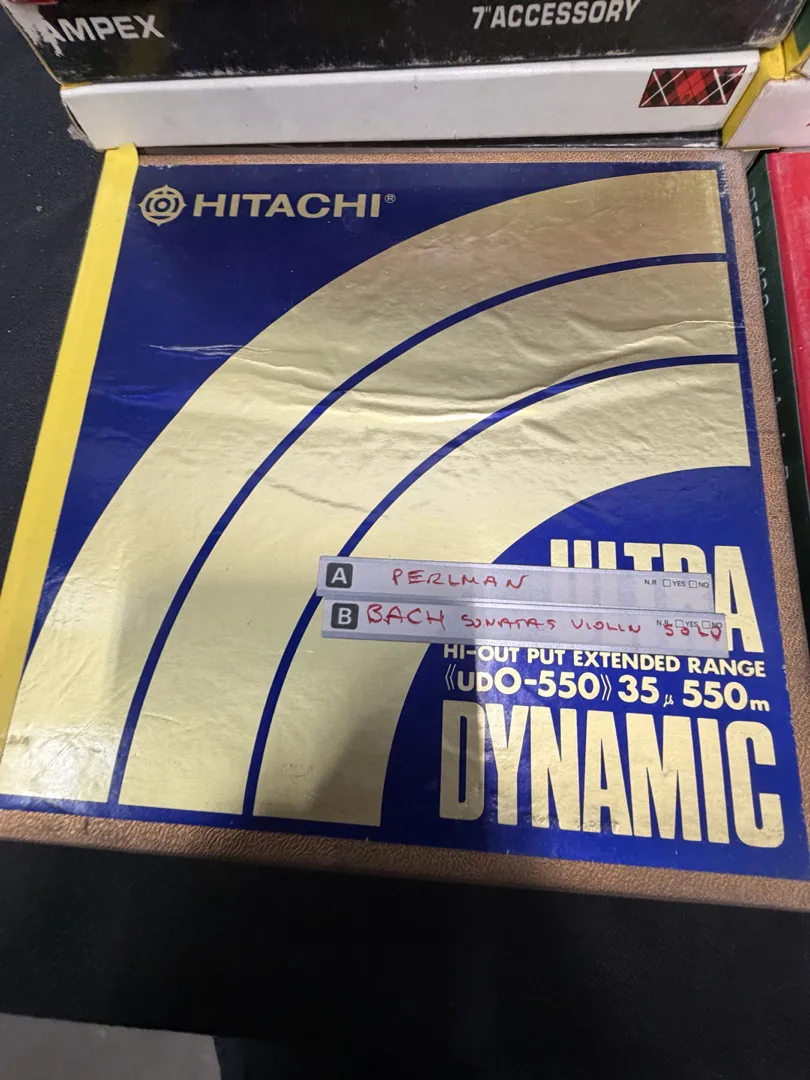 AMPEX
7" ACCESSORY
HITACHI®
ULTRA
A PERLMAN N.R □YES □NO
B BACH SONATAS VIOLIN SOLO N.R □YES □NO
HI-OUT PUT EXTENDED RANGE
《UDO-550》 35μ 550m
DYNAMIC